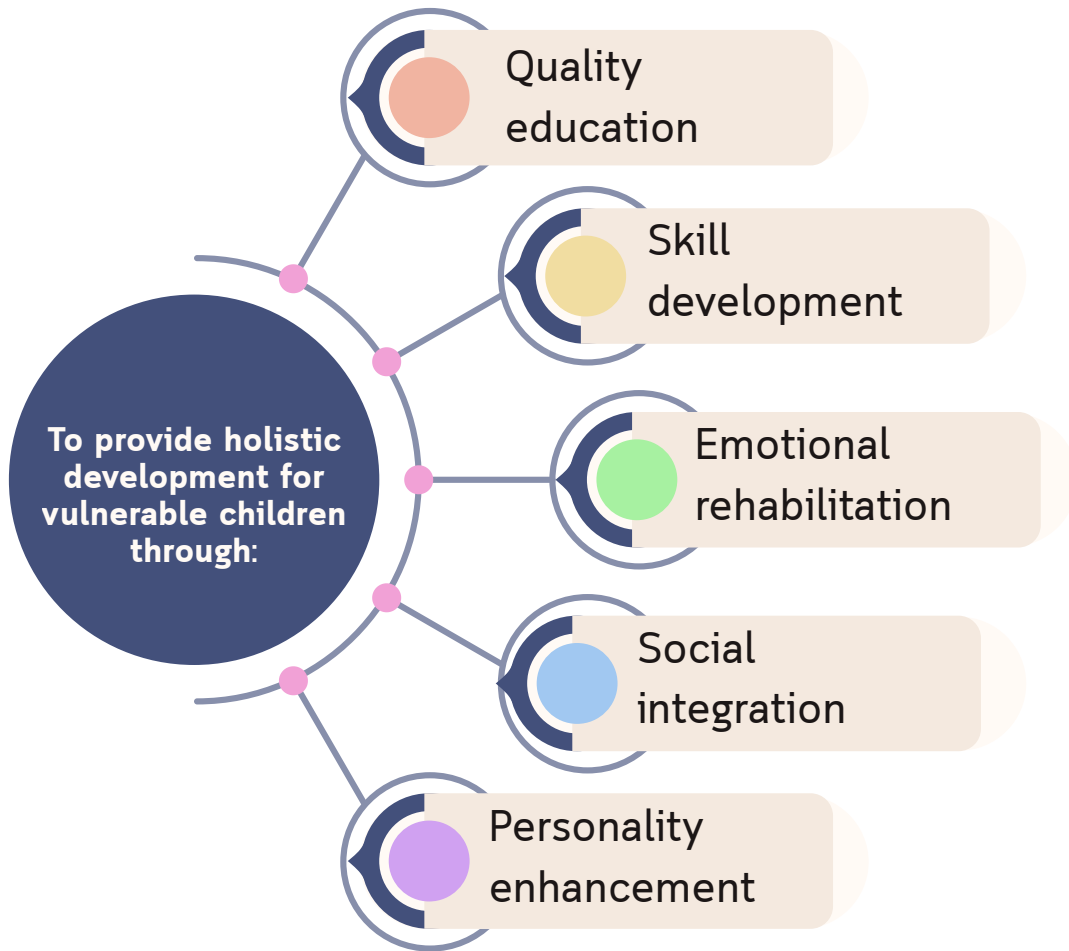 To provide holistic
development for
vulnerable children
through:
Quality
education
Skill
development
Emotional
rehabilitation
Social
integration
Personality
enhancement